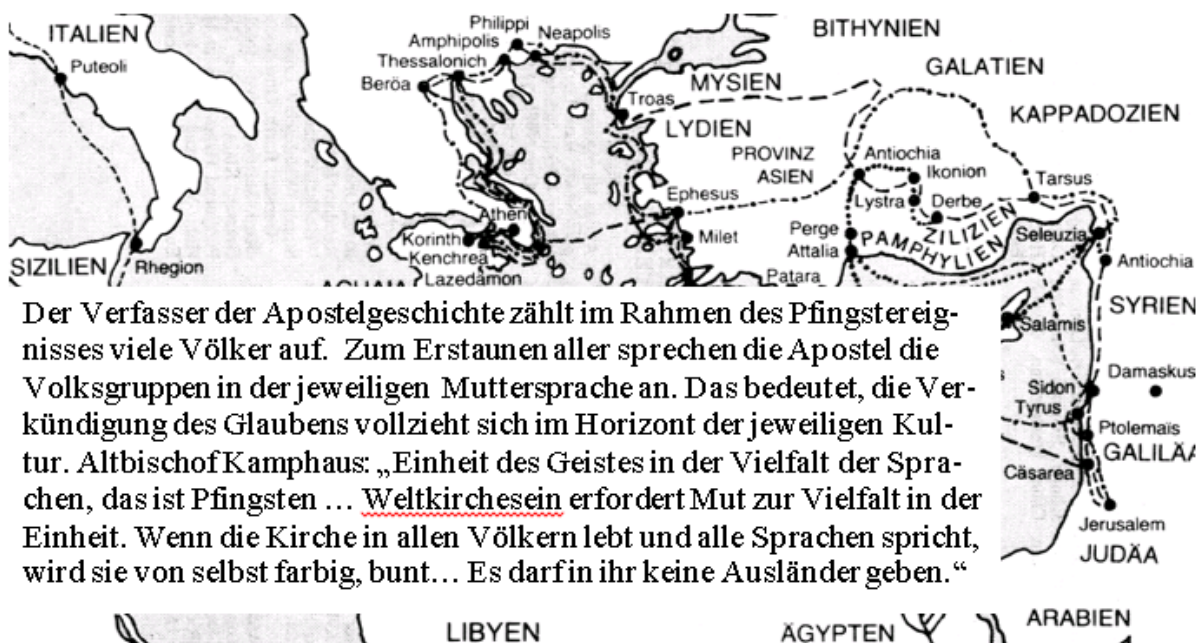 ITALIEN
Puteoli
Philippi
Amphipolis
Neapolis
Thessalonich
Beröa
BITHYNIEN
GALATIEN
MYSIEN
Troas
KAPPADOZIEN
LYDIEN
PROVINZ
ASIEN
Antiochia
Ikonion
Tarsus
Ephesus
Lystra
Derbe
Athen
Milet
Perge
Attalia
PAMPHYLIEN
ZILIZIEN
Seleuzia
Korinth
Kenchrea
Lazedämon
SIZILIEN
Rhegion
ACHAIA
Patara
Antiochia
SYRIEN
Der Verfasser der Apostelgeschichte zählt im Rahmen des Pfingstereig-
nisses viele Völker auf. Zum Erstaunen aller sprechen die Apostel die
Volksgruppen in der jeweiligen Muttersprache an. Das bedeutet, die Ver-
kündigung des Glaubens vollzieht sich im Horizont der jeweiligen Kul-
tur. Altbischof Kamphaus: „Einheit des Geistes in der Vielfalt der Spra-
chen, das ist Pfingsten … Weltkirchesein erfordert Mut zur Vielfalt in der
Einheit. Wenn die Kirche in allen Völkern lebt und alle Sprachen spricht,
wird sie von selbst farbig, bunt… Es darf in ihr keine Ausländer geben.“
Salamis
Damaskus
Sidon
Tyrus
Ptolemaïs
GALILÄA
Cäsarea
Jerusalem
JUDÄA
LIBYEN
ÄGYPTEN
ARABIEN